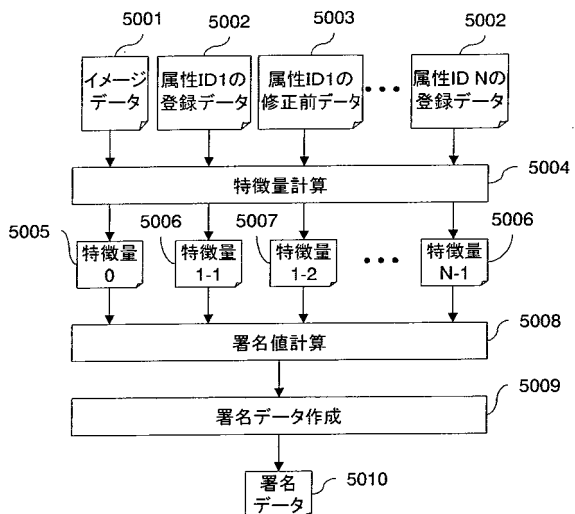 5001
5002
5003
5002
イメージ
データ
属性ID1の
登録データ
属性ID1の
修正前データ
•••
属性ID Nの
登録データ
特徴量計算
5004
5005
5006
5007
5006
特徴量
0
特徴量
1-1
特徴量
1-2
•••
特徴量
N-1
署名値計算
5008
署名データ作成
5009
署名
データ
5010